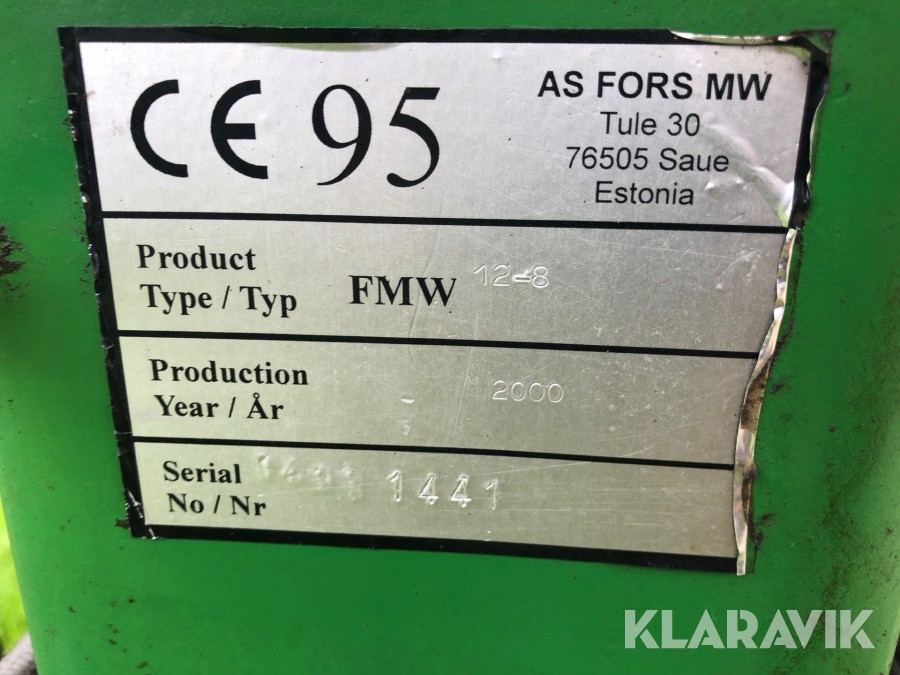 CE 95
AS FORS MW
Tule 30
76505 Saue
Estonia
Product
Type / Typ FMW 12-8
Production
Year / År 2000
Serial
No / Nr 1441
KLARAVIK